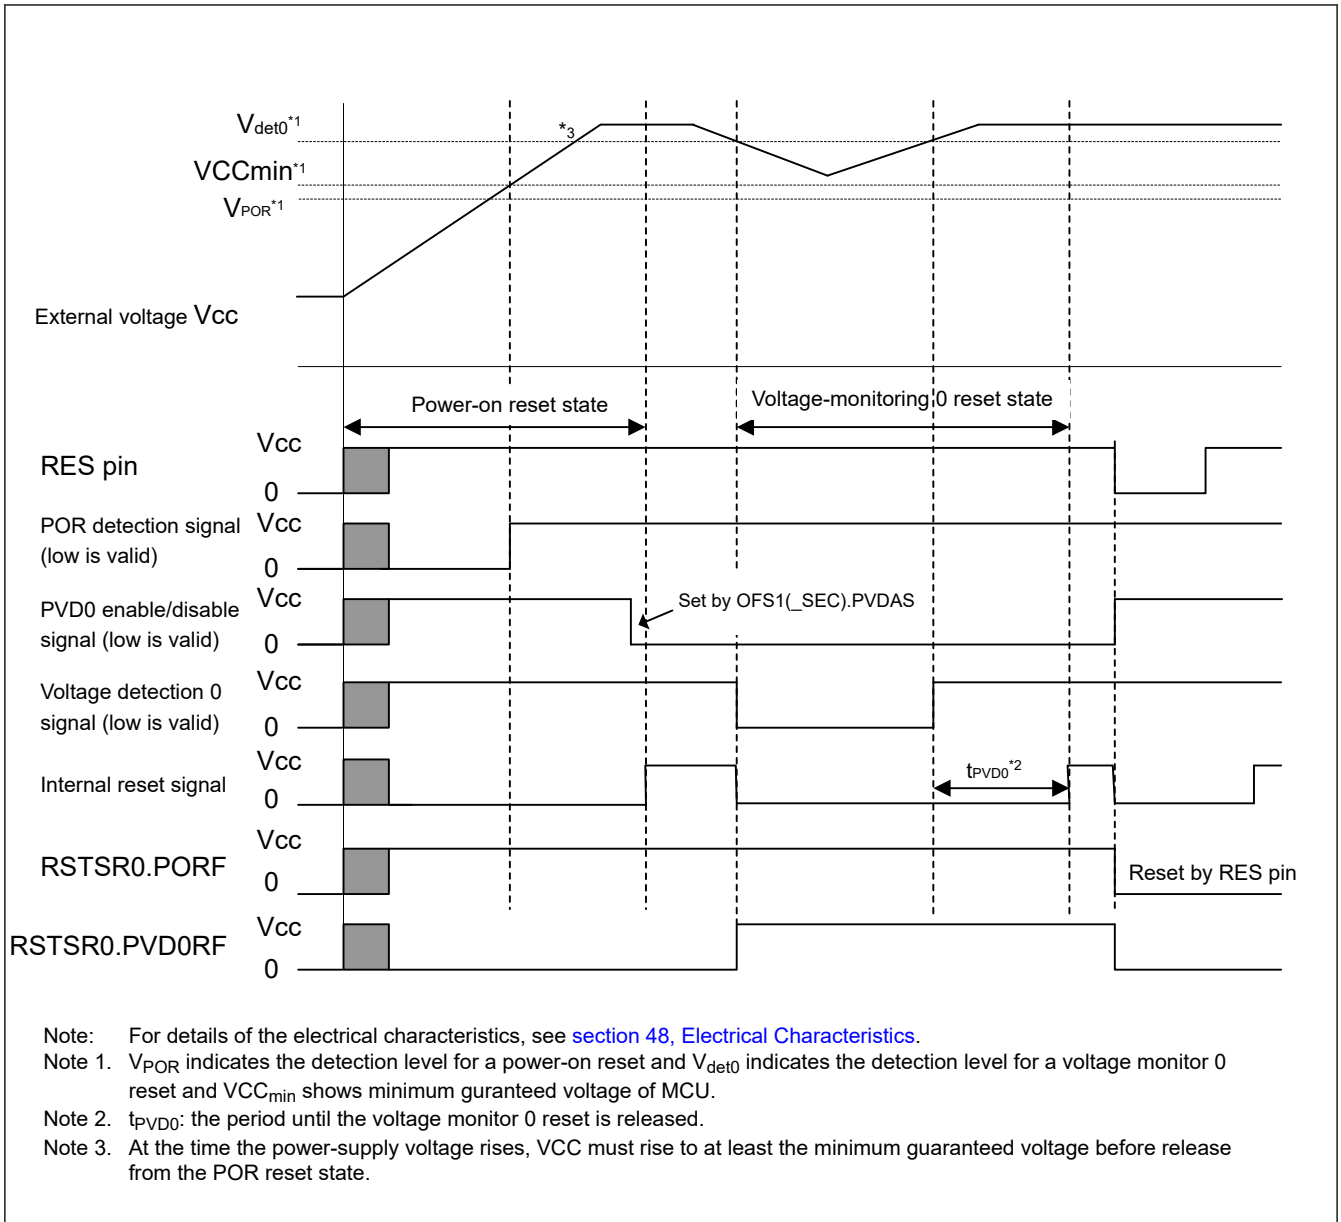 Vdet0*1
*3
VCCmin*1
VPOR*1
External voltage Vcc
Power-on reset state
Voltage-monitoring 0 reset state
RES pin
Vcc
0
POR detection signal
(low is valid)
Vcc
0
PVD0 enable/disable
signal (low is valid)
Vcc
0
Set by OFS1(_SEC).PVDAS
Voltage detection 0
signal (low is valid)
Vcc
0
Internal reset signal
Vcc
0
tPVD0*2
RSTSR0.PORF
Vcc
0
Reset by RES pin
RSTSR0.PVD0RF
Vcc
0
Note: For details of the electrical characteristics, see section 48, Electrical Characteristics.
Note 1. VPOR indicates the detection level for a power-on reset and Vdet0 indicates the detection level for a voltage monitor 0
reset and VCCmin shows minimum guranteed voltage of MCU.
Note 2. tPVD0: the period until the voltage monitor 0 reset is released.
Note 3. At the time the power-supply voltage rises, VCC must rise to at least the minimum guaranteed voltage before release
from the POR reset state.